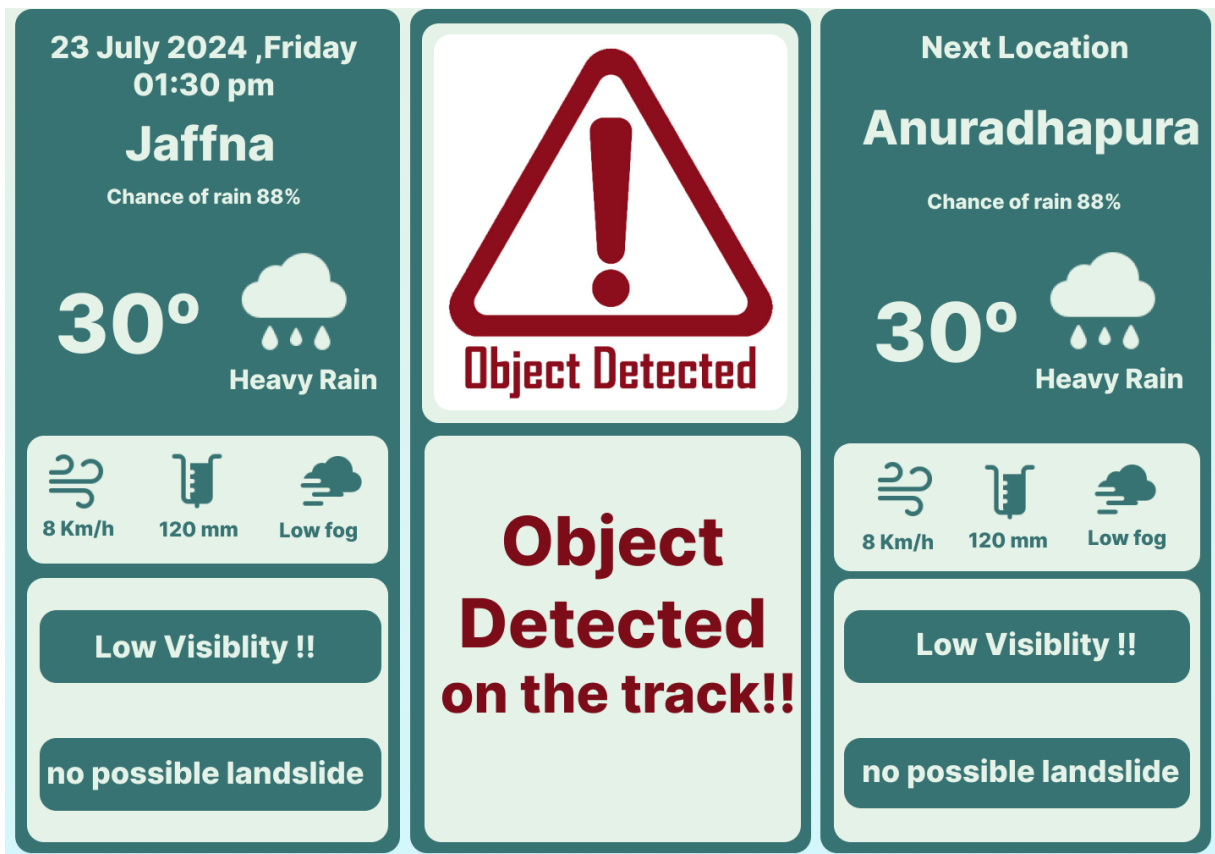 23 July 2024 ,Friday
01:30 pm
Jaffna
Chance of rain 88%
30º
Heavy Rain
8 Km/h
120 mm
Low fog
Low Visiblity !!
no possible landslide
Object Detected
Object
Detected
on the track!!
Next Location
Anuradhapura
Chance of rain 88%
30º
Heavy Rain
8 Km/h
120 mm
Low fog
Low Visiblity !!
no possible landslide